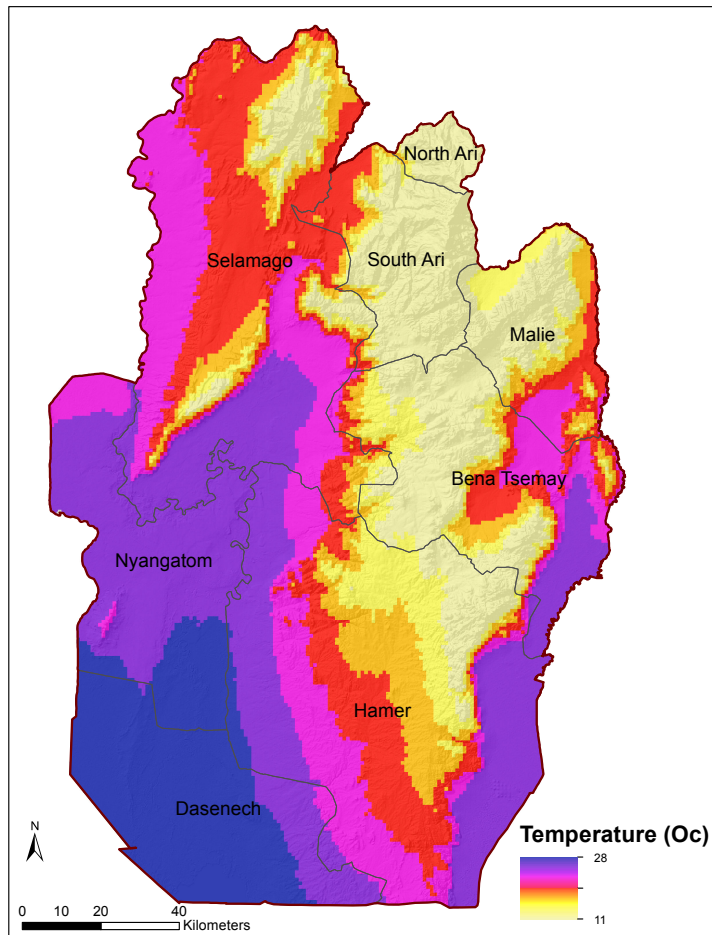 North Ari
Selamago
South Ari
Malie
Bena Tsemay
Nyangatom
Hamer
Dasenech
N
Temperature (Oc)
28
11
0 10 20 40
Kilometers